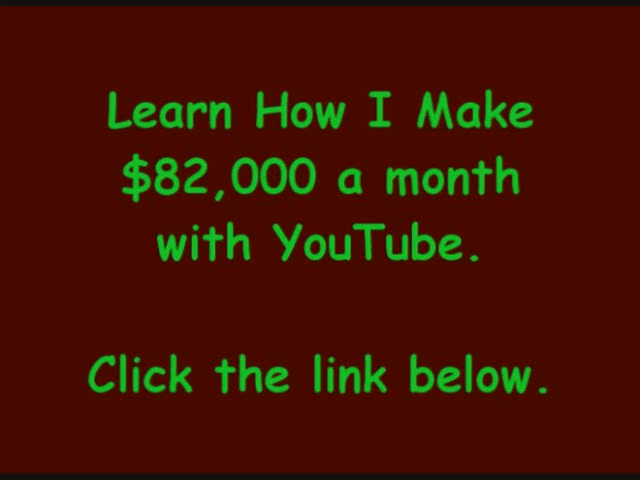 Learn How I Make
$82,000 a month
with YouTube.
Click the link below.